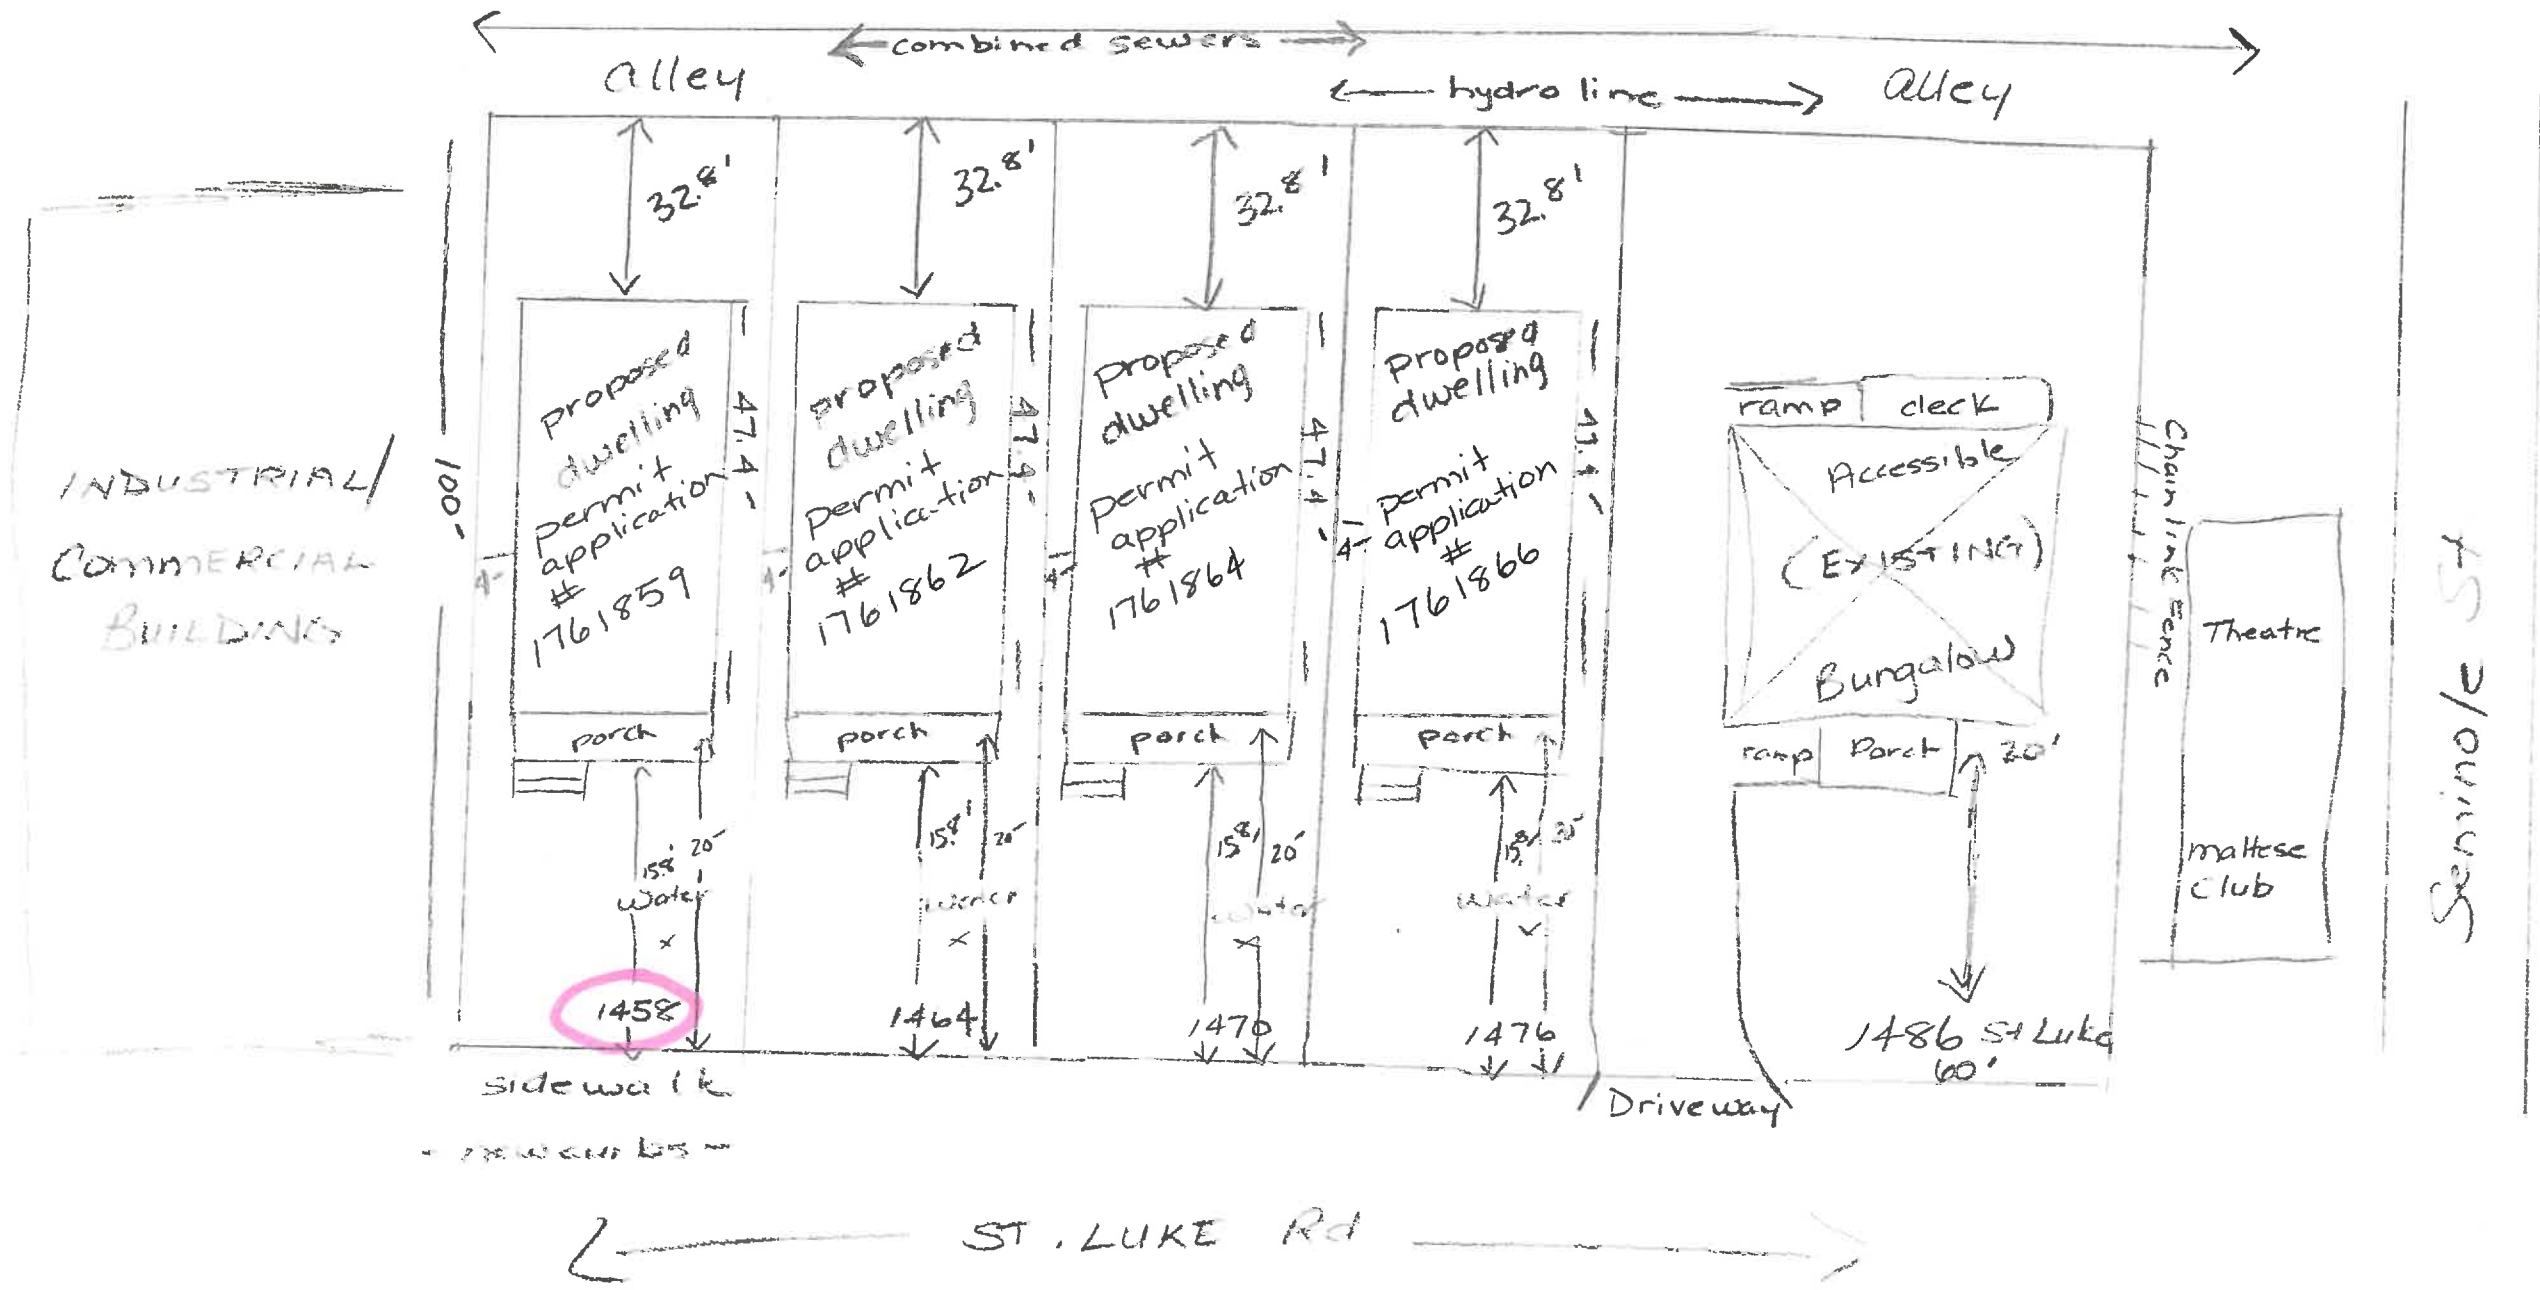 combined sewers
alley
hydro line
alley
32.8'
32.8'
32.8'
32.8'
100'
INDUSTRIAL/
COMMERCIAL
BUILDING
proposed
dwelling
permit
application
#
1761859
47.4'
4'
porch
15.8'
20'
water
x
1458
proposed
dwelling
permit
application
#
1761862
47.4'
4'
porch
15.8'
20'
water
x
1464
proposed
dwelling
permit
application
#
1761864
47.4'
4'
porch
15.8'
20'
water
x
1470
proposed
dwelling
permit
application
#
1761866
47.4'
4'
porch
15.8'
20'
water
x
1476
ramp
deck
Accessible
(EXISTING)
Bungalow
ramp
Porch
20'
1486 St Luke
60'
Chain link Fence
Theatre
maltese
Club
Seminole St
sidewalk
- new curbs -
Driveway
ST. LUKE Rd